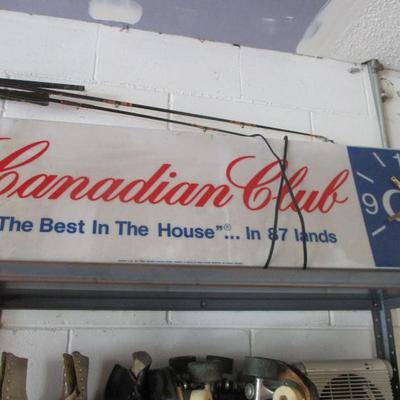 Canadian Club
The Best In The House"®... In 87 lands
9